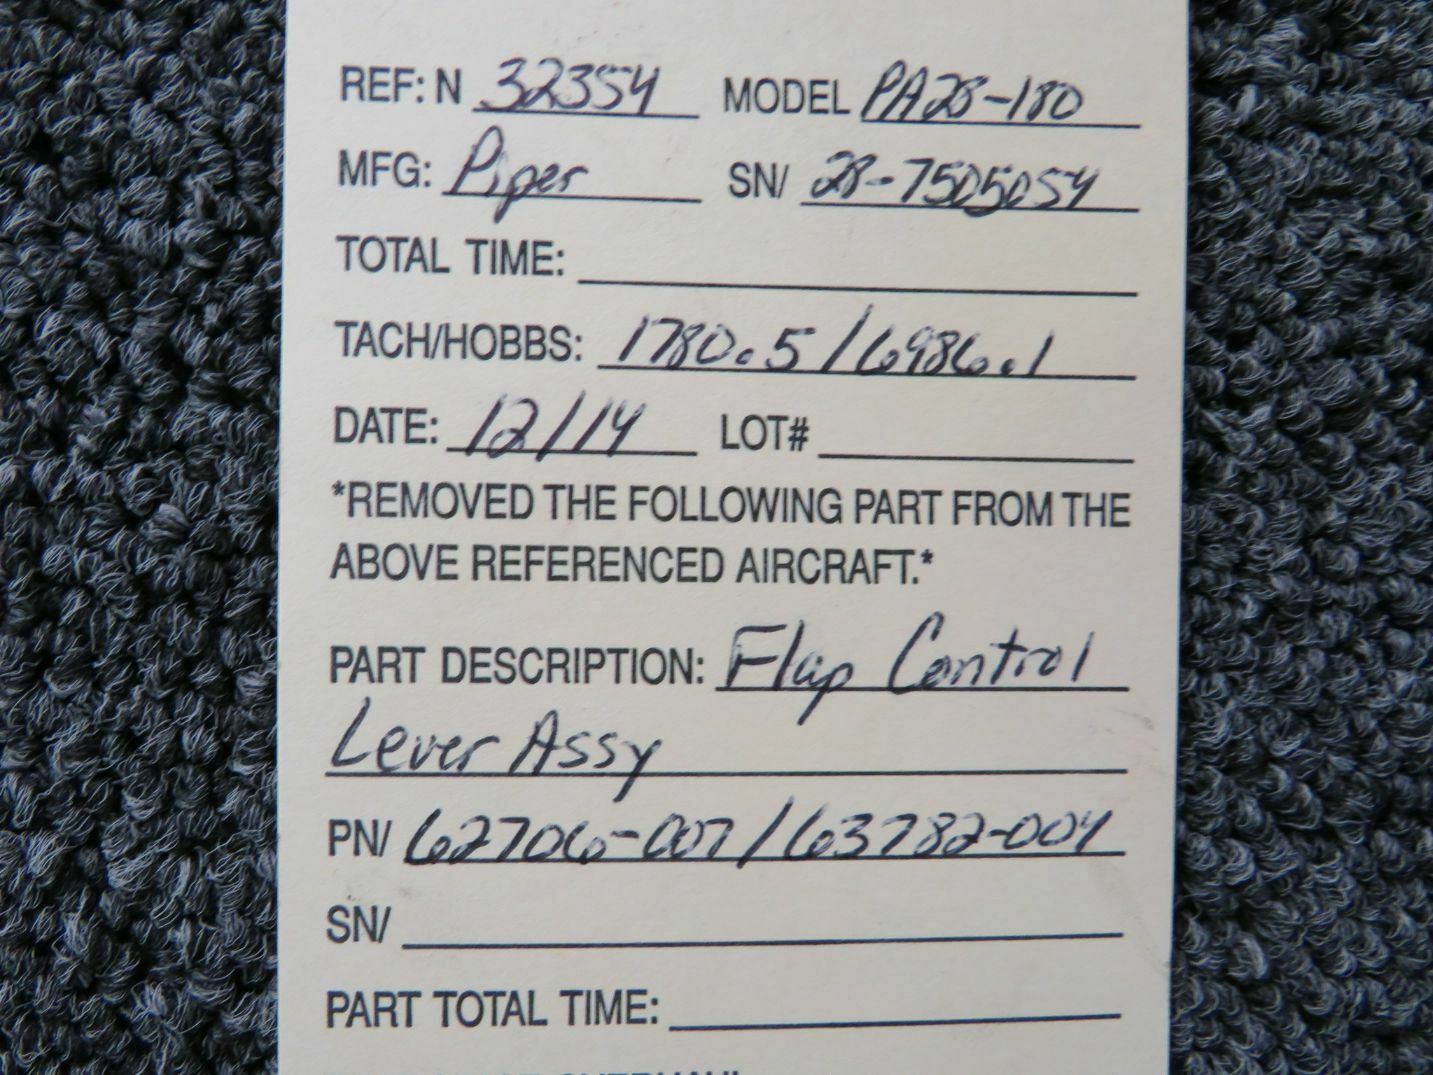 REF: N 32354 MODEL PA28-180
MFG: Piper SN/ 28-7505054
TOTAL TIME:
TACH/HOBBS: 1780.5/6986.1
DATE: 12/14 LOT#
*REMOVED THE FOLLOWING PART FROM THE
ABOVE REFERENCED AIRCRAFT.*
PART DESCRIPTION: Flap Control
Lever Assy
PN/ 62706-007/63782-004
SN/
PART TOTAL TIME: